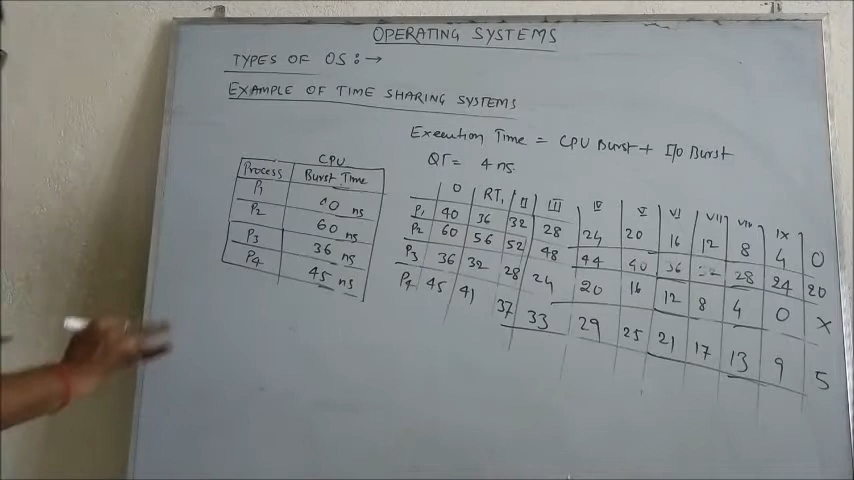 OPERATING SYSTEMS
TYPES OF OS :→
EXAMPLE OF TIME SHARING SYSTEMS
Execution Time = CPU Burst + I/O Burst
QT = 4 ns.
CPU
Process Burst Time
P1 40 ns
P2 60 ns
P3 36 ns
P4 45 ns
0 RT1 II III IV V VI VII VIII IX
P1 40 36 32 28 24 20 16 12 8 4 0
P2 60 56 52 48 44 40 36 32 28 24 20
P3 36 32 28 24 20 16 12 8 4 0 X
P4 45 41 37 33 29 25 21 17 13 9 5